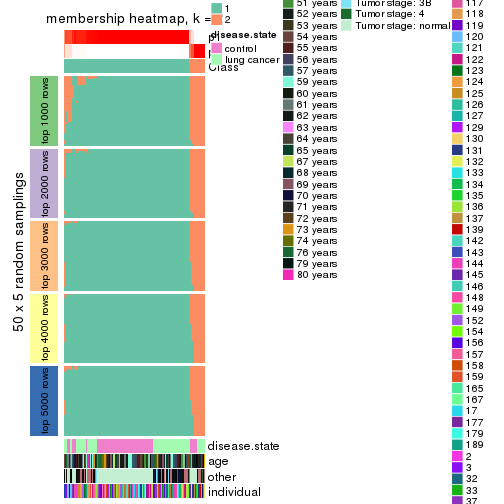 membership heatmap, k =
1
2
disease.state
control
lung cancer
p1
Class
50 x 5 random samplings
top 1000 rows
top 2000 rows
top 3000 rows
top 4000 rows
top 5000 rows
disease.state
age
other
individual
51 years
52 years
53 years
54 years
55 years
56 years
57 years
59 years
60 years
61 years
62 years
63 years
64 years
65 years
67 years
68 years
69 years
70 years
71 years
72 years
73 years
74 years
76 years
79 years
80 years
Tumor stage: 3B
Tumor stage: 4
Tumor stage: normal
117
118
120
121
122
123
124
125
126
127
129
130
131
132
133
134
135
136
137
139
142
143
144
145
146
148
149
152
154
156
157
158
159
165
167
17
177
179
189
2
3
32
33
37